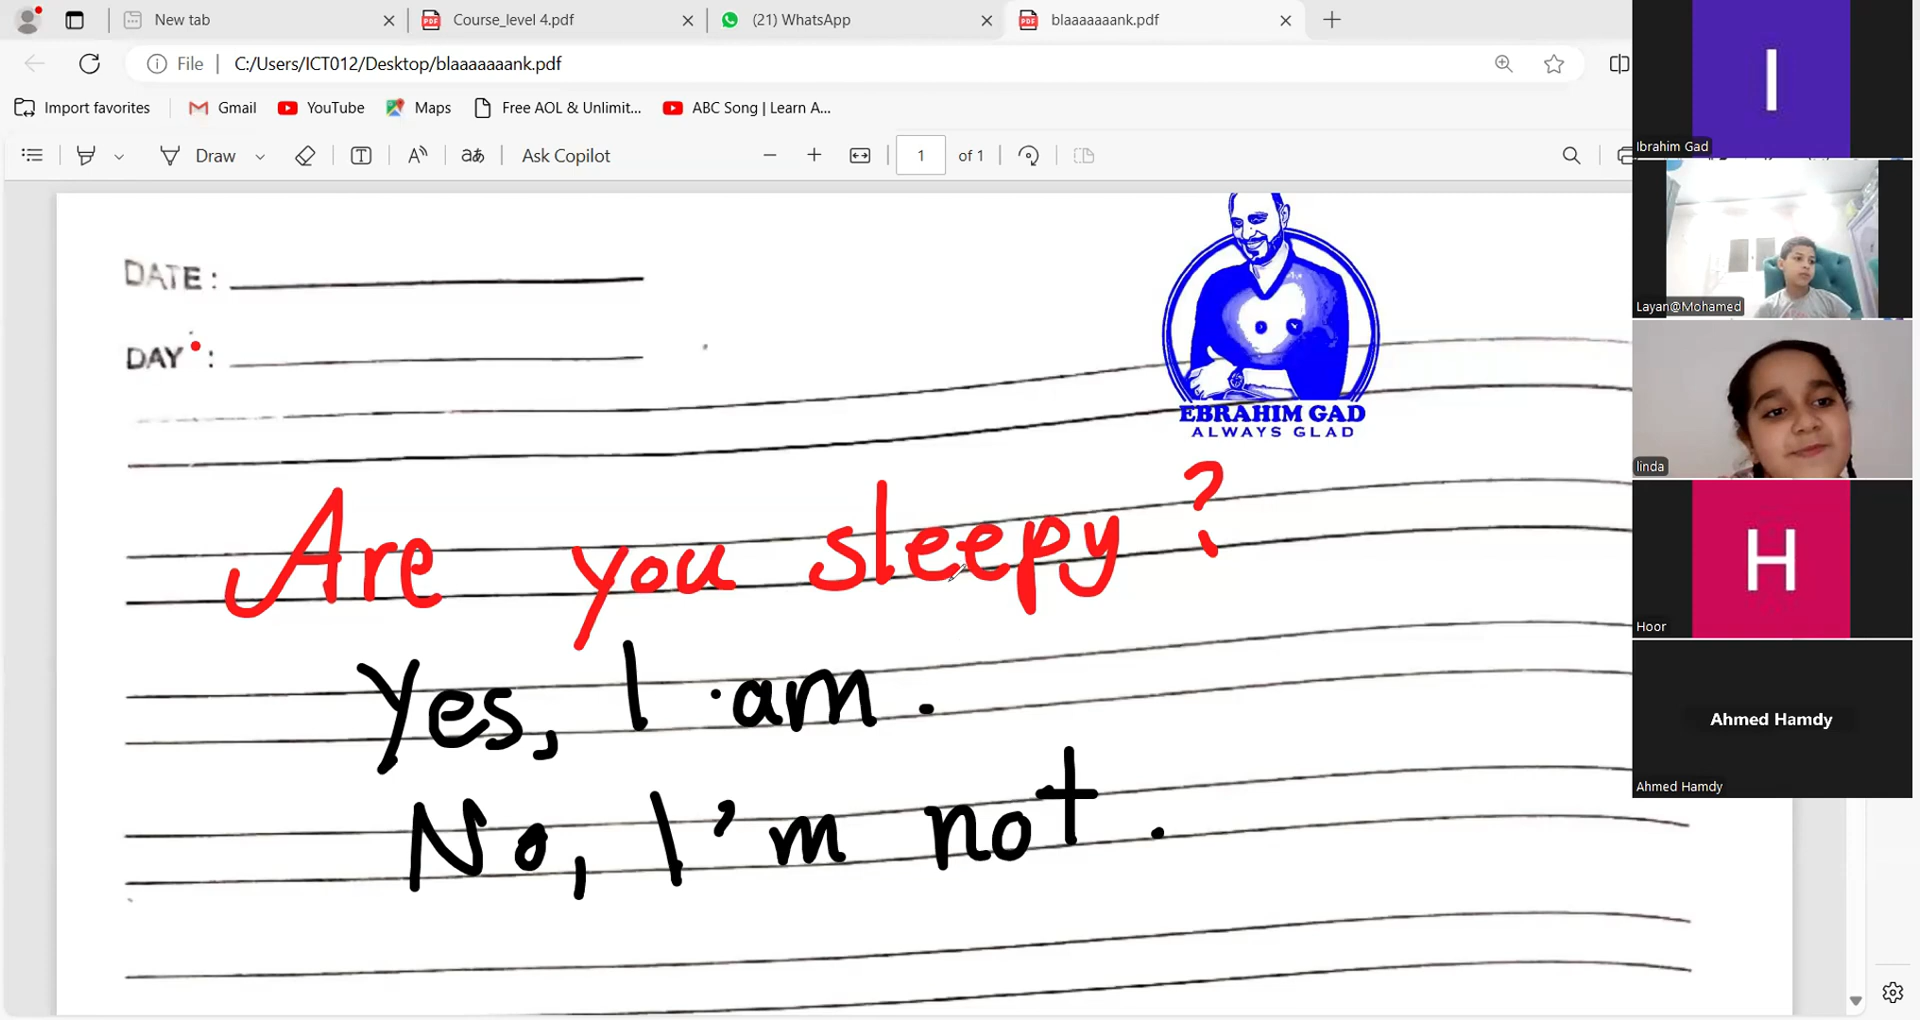 New tab
Course_level 4.pdf
(21) WhatsApp
blaaaaaaank.pdf
File C:/Users/ICT012/Desktop/blaaaaaaank.pdf
Import favorites Gmail YouTube Maps Free AOL & Unlimit... ABC Song | Learn A...
Draw aあ Ask Copilot 1 of 1
DATE :
DAY :
EBRAHIM GAD
ALWAYS GLAD
Are you sleepy?
Yes, I am.
No, I'm not.
I
Ibrahim Gad
Layan@Mohamed
linda
H
Hoor
Ahmed Hamdy
Ahmed Hamdy